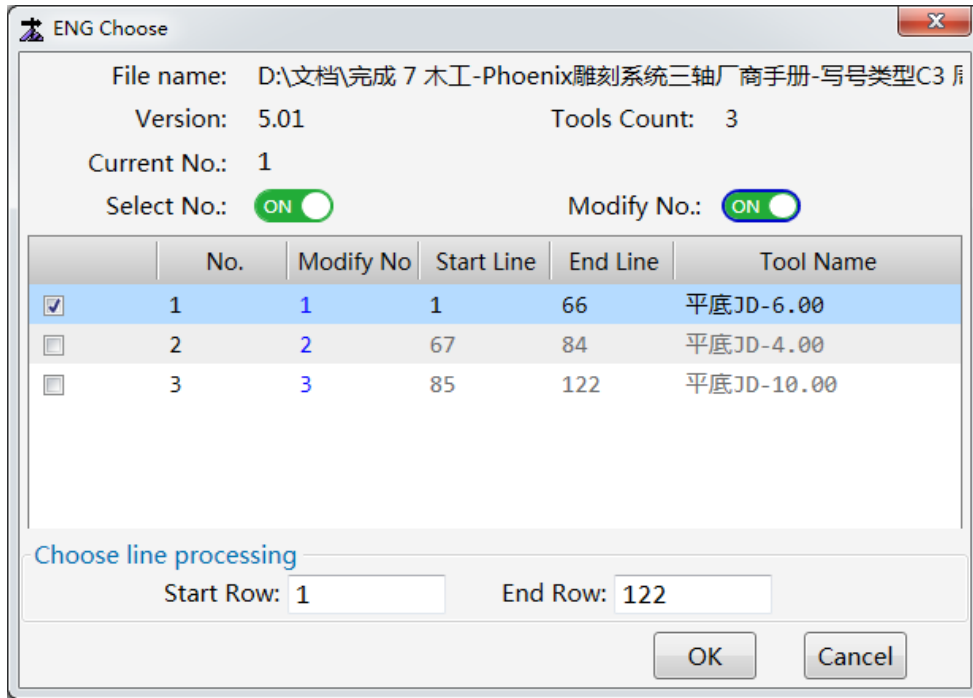 ENG Choose
File name: D:\文档\完成 7 木工-Phoenix雕刻系统三轴厂商手册-写号类型C3
Version: 5.01 Tools Count: 3
Current No.: 1
Select No.: ON Modify No.: ON
No. Modify No Start Line End Line Tool Name
1 1 1 66 平底JD-6.00
2 2 67 84 平底JD-4.00
3 3 85 122 平底JD-10.00
Choose line processing
Start Row: 1 End Row: 122
OK Cancel